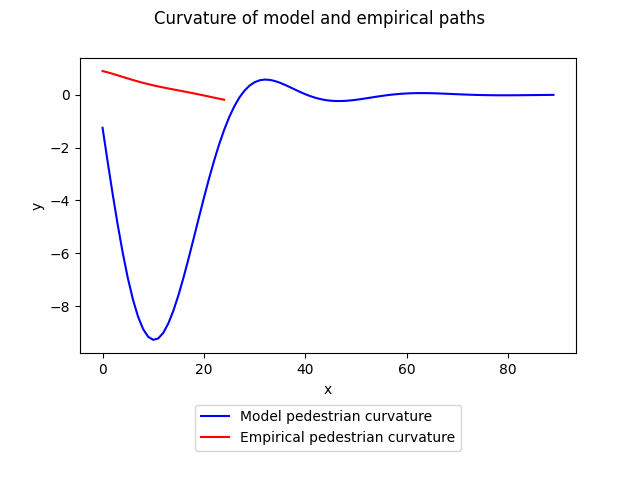 Curvature of model and empirical paths
0
−2
−4
−6
−8
y
0 20 40 60 80
x
Model pedestrian curvature
Empirical pedestrian curvature